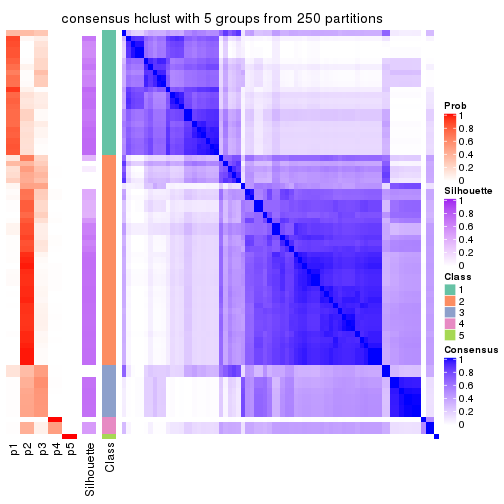 consensus hclust with 5 groups from 250 partitions
Prob
1
0.8
0.6
0.4
0.2
0
Silhouette
1
0.8
0.6
0.4
0.2
0
Class
1
2
3
4
5
Consensus
1
0.8
0.6
0.4
0.2
0
p1
p2
p3
p4
p5
Silhouette
Class